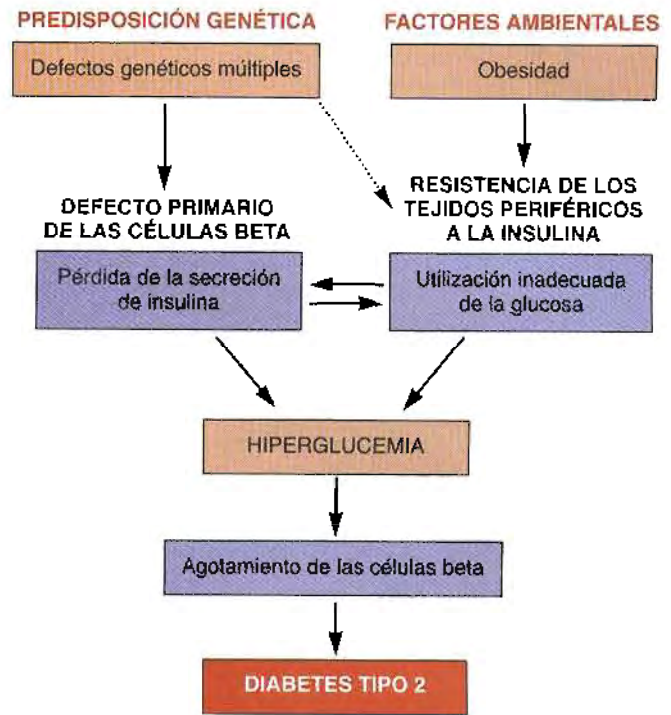 PREDISPOSICIÓN GENÉTICA
Defectos genéticos múltiples
FACTORES AMBIENTALES
Obesidad
DEFECTO PRIMARIO
DE LAS CÉLULAS BETA
Pérdida de la secreción
de insulina
RESISTENCIA DE LOS
TEJIDOS PERIFÉRICOS
A LA INSULINA
Utilización inadecuada
de la glucosa
HIPERGLUCEMIA
Agotamiento de las células beta
DIABETES TIPO 2